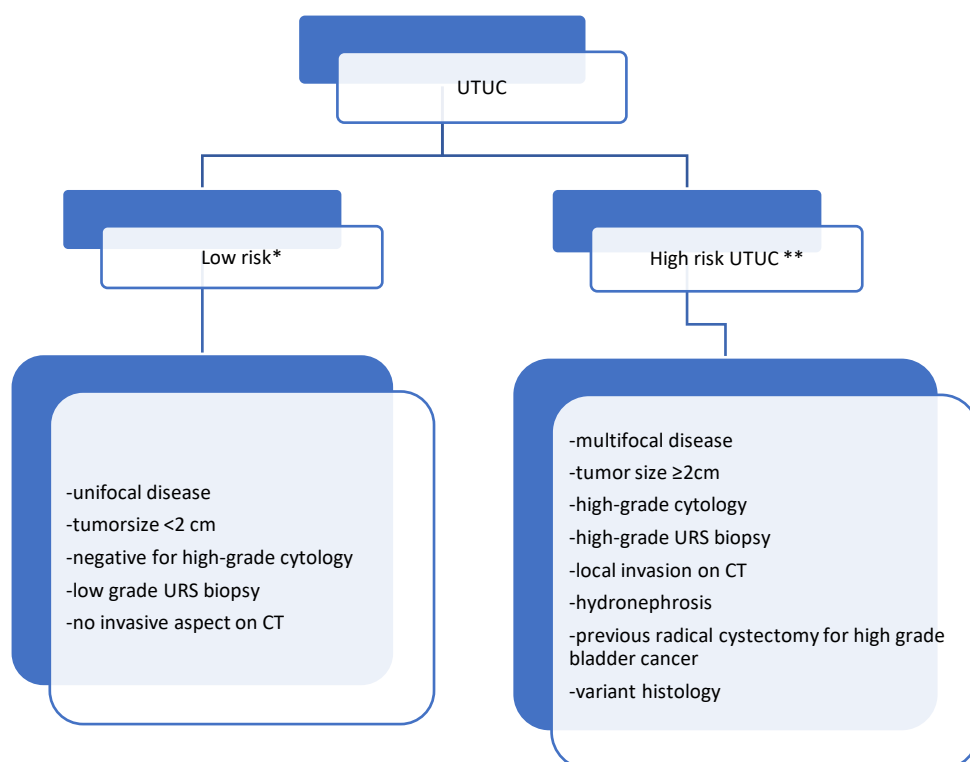 UTUC
Low risk*
High risk UTUC **
-unifocal disease
-tumorsize <2 cm
-negative for high-grade cytology
-low grade URS biopsy
-no invasive aspect on CT
-multifocal disease
-tumor size ≥2cm
-high-grade cytology
-high-grade URS biopsy
-local invasion on CT
-hydronephrosis
-previous radical cystectomy for high grade
bladder cancer
-variant histology